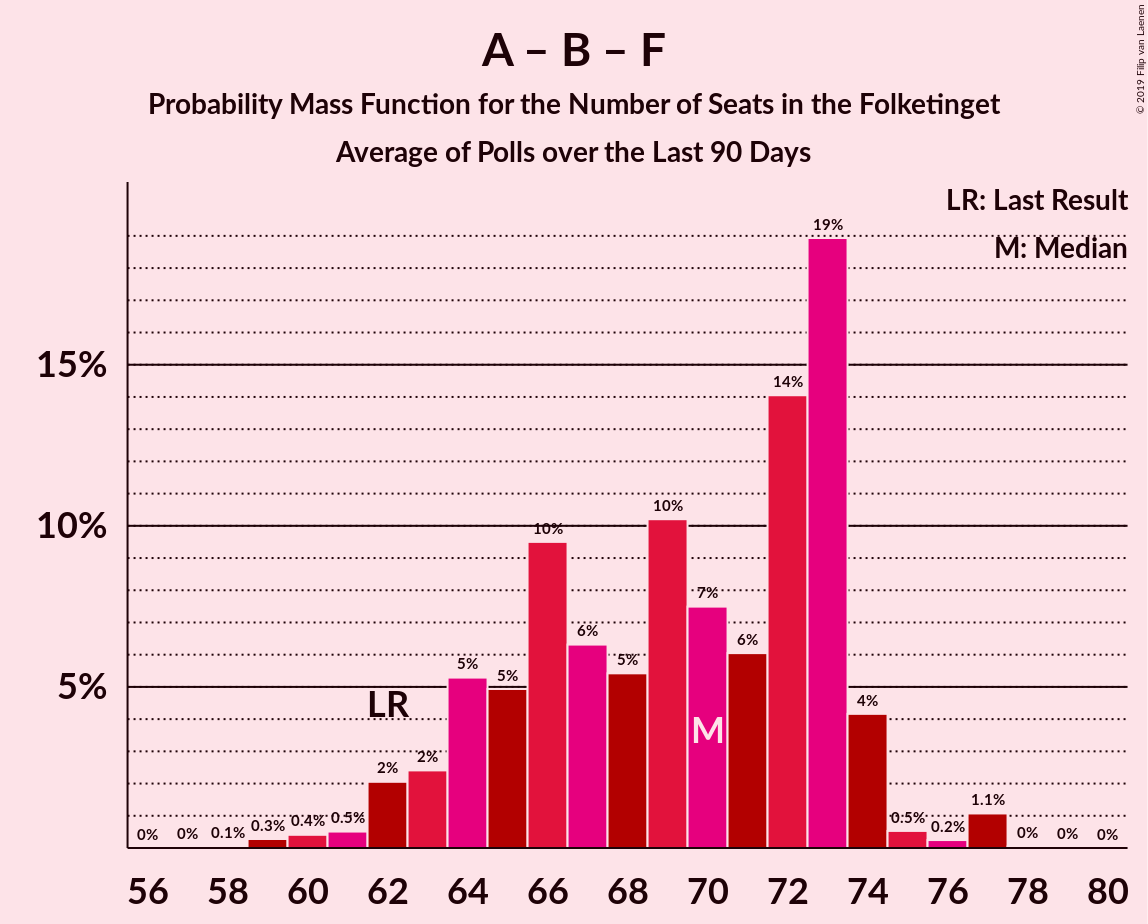 A – B – F
Probability Mass Function for the Number of Seats in the Folketinget
Average of Polls over the Last 90 Days
© 2019 Filip van Laenen
LR: Last Result
M: Median
19%
15%
14%
10%
10%
10%
7%
6%
6%
5%
5%
5%
5%
LR
M
4%
2%
2%
1.1%
0% 0% 0.1% 0.3% 0.4% 0.5% 0.5% 0.2% 0% 0% 0%
56 58 60 62 64 66 68 70 72 74 76 78 80